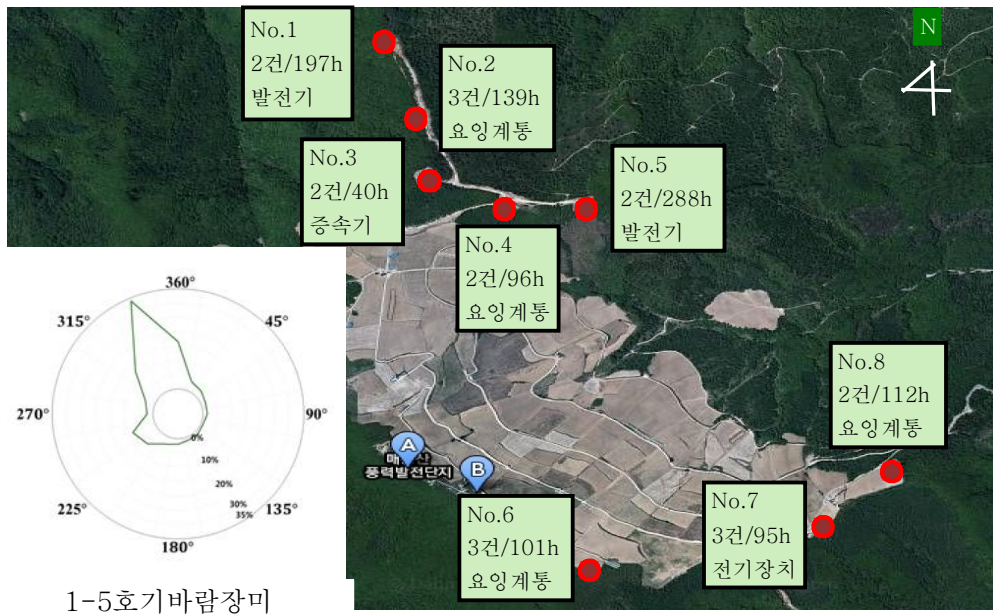 No.1
2건/197h
발전기
No.2
3건/139h
요잉계통
N
No.3
2건/40h
증속기
No.5
2건/288h
발전기
No.4
2건/96h
요잉계통
360°
315°
45°
270°
90°
0%
10%
20%
30%
35%
225°
135°
180°
1-5호기바람장미
A
풍력발전단지
B
No.8
2건/112h
요잉계통
No.6
3건/101h
요잉계통
No.7
3건/95h
전기장치